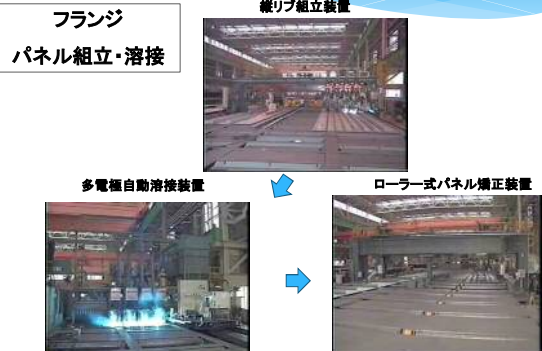 フランジ
パネル組立・溶接
縦リブ組立装置
多電極自動溶接装置
ローラー式パネル矯正装置